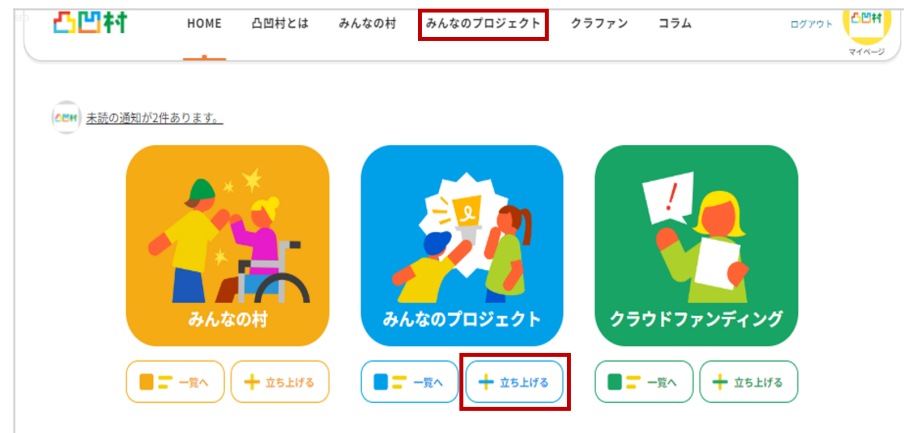 凸凹村 HOME 凸凹村とは みんなの村 みんなのプロジェクト クラファン コラム ログアウト 凸凹村
マイページ
凸凹村 未読の通知が2件あります。
みんなの村 みんなのプロジェクト クラウドファンディング
一覧へ 立ち上げる 一覧へ 立ち上げる 一覧へ 立ち上げる